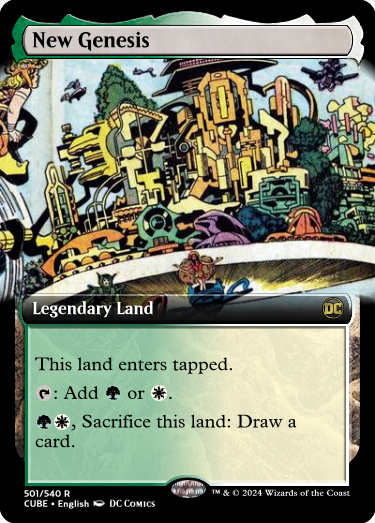 New Genesis
Legendary Land
DC
This land enters tapped.
: Add or .
, Sacrifice this land: Draw a
card.
501/540 R
CUBE • English DC COMICS
™ & © 2024 Wizards of the Coast